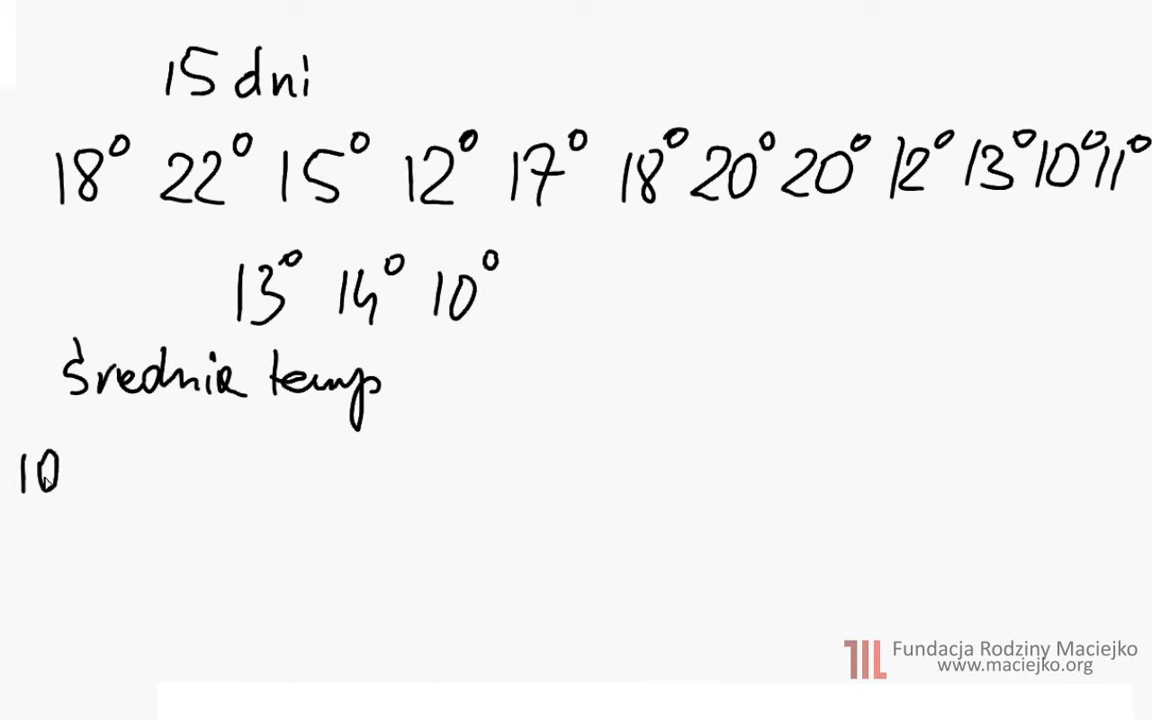 15 dni
18° 22° 15° 12° 17° 18° 20° 20° 12° 13° 10° 11°
13° 14° 10°
średnia temp
10
Fundacja Rodziny Maciejko
www.maciejko.org